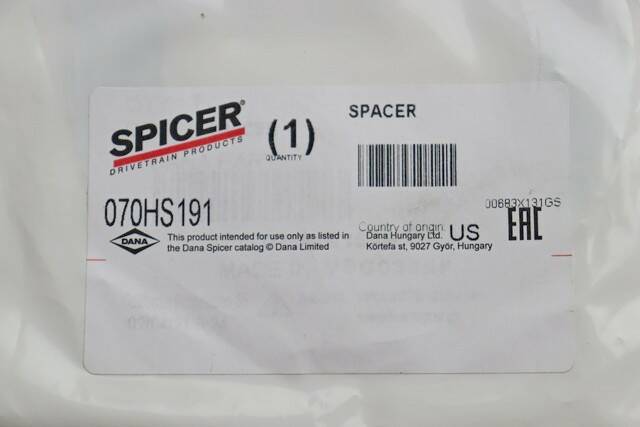 SPICER®
DRIVETRAIN PRODUCTS
(1)
QUANTITY
SPACER
070HS191
00683X131GS
DANA
This product intended for use only as listed in
the Dana Spicer catalog © Dana Limited
Country of origin: US
Dana Hungary Ltd.
Körtefa st, 9027 Győr, Hungary
EAC